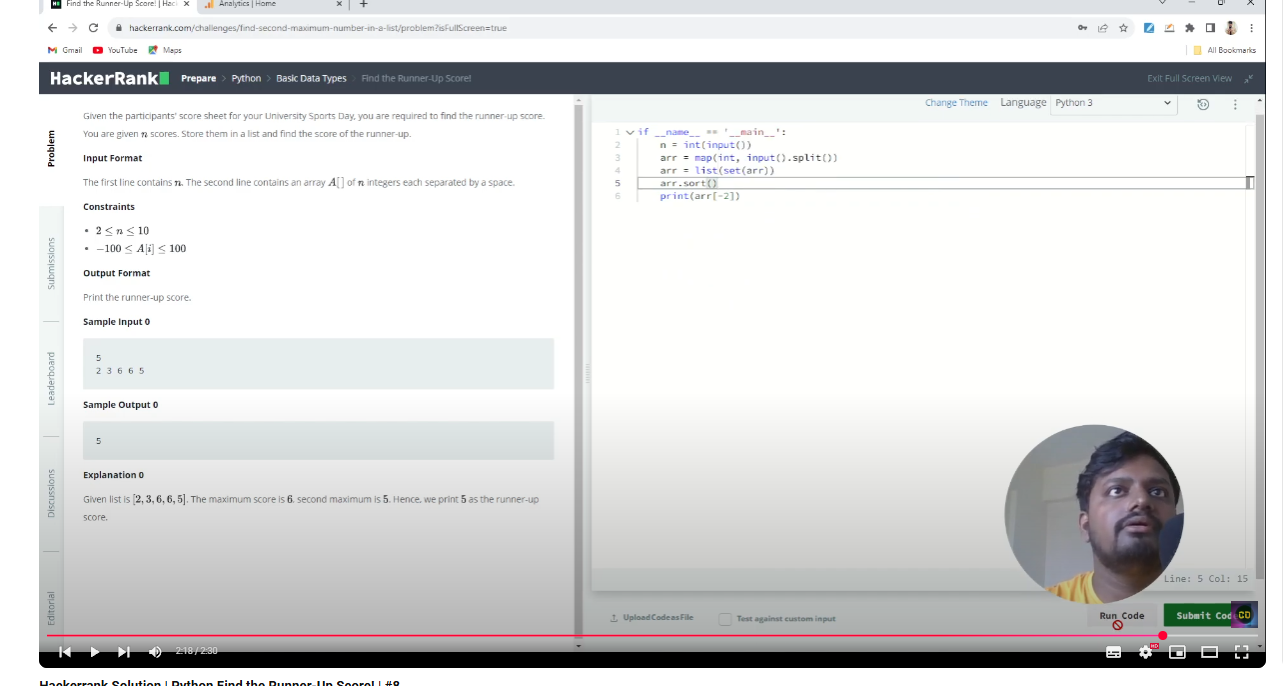 Find the Runner-Up Score! | Hac
Analytics | Home
hackerrank.com/challenges/find-second-maximum-number-in-a-list/problem?isFullScreen=true
Gmail YouTube Maps
All Bookmarks
HackerRank Prepare > Python > Basic Data Types > Find the Runner-Up Score!
Exit Full Screen View
Problem
Submissions
Leaderboard
Discussions
Editorial
Given the participants' score sheet for your University Sports Day, you are required to find the runner-up score.
You are given n scores. Store them in a list and find the score of the runner-up.
Input Format
The first line contains n. The second line contains an array A[] of n integers each separated by a space.
Constraints
• 2 ≤ n ≤ 10
• −100 ≤ A[i] ≤ 100
Output Format
Print the runner-up score.
Sample Input 0
5
2 3 6 6 5
Sample Output 0
5
Explanation 0
Given list is [2, 3, 6, 6, 5]. The maximum score is 6, second maximum is 5. Hence, we print 5 as the runner-up
score.
Change Theme Language Python 3
1 if __name__ == '__main__':
2 n = int(input())
3 arr = map(int, input().split())
4 arr = list(set(arr))
5 arr.sort()
6 print(arr[-2])
Line: 5 Col: 15
Upload Code as File Test against custom input
Run Code
Submit Cod
CD
2:18 / 2:38
HD
Hackerrank Solution | Python Find the Runner-Up Score! | #8